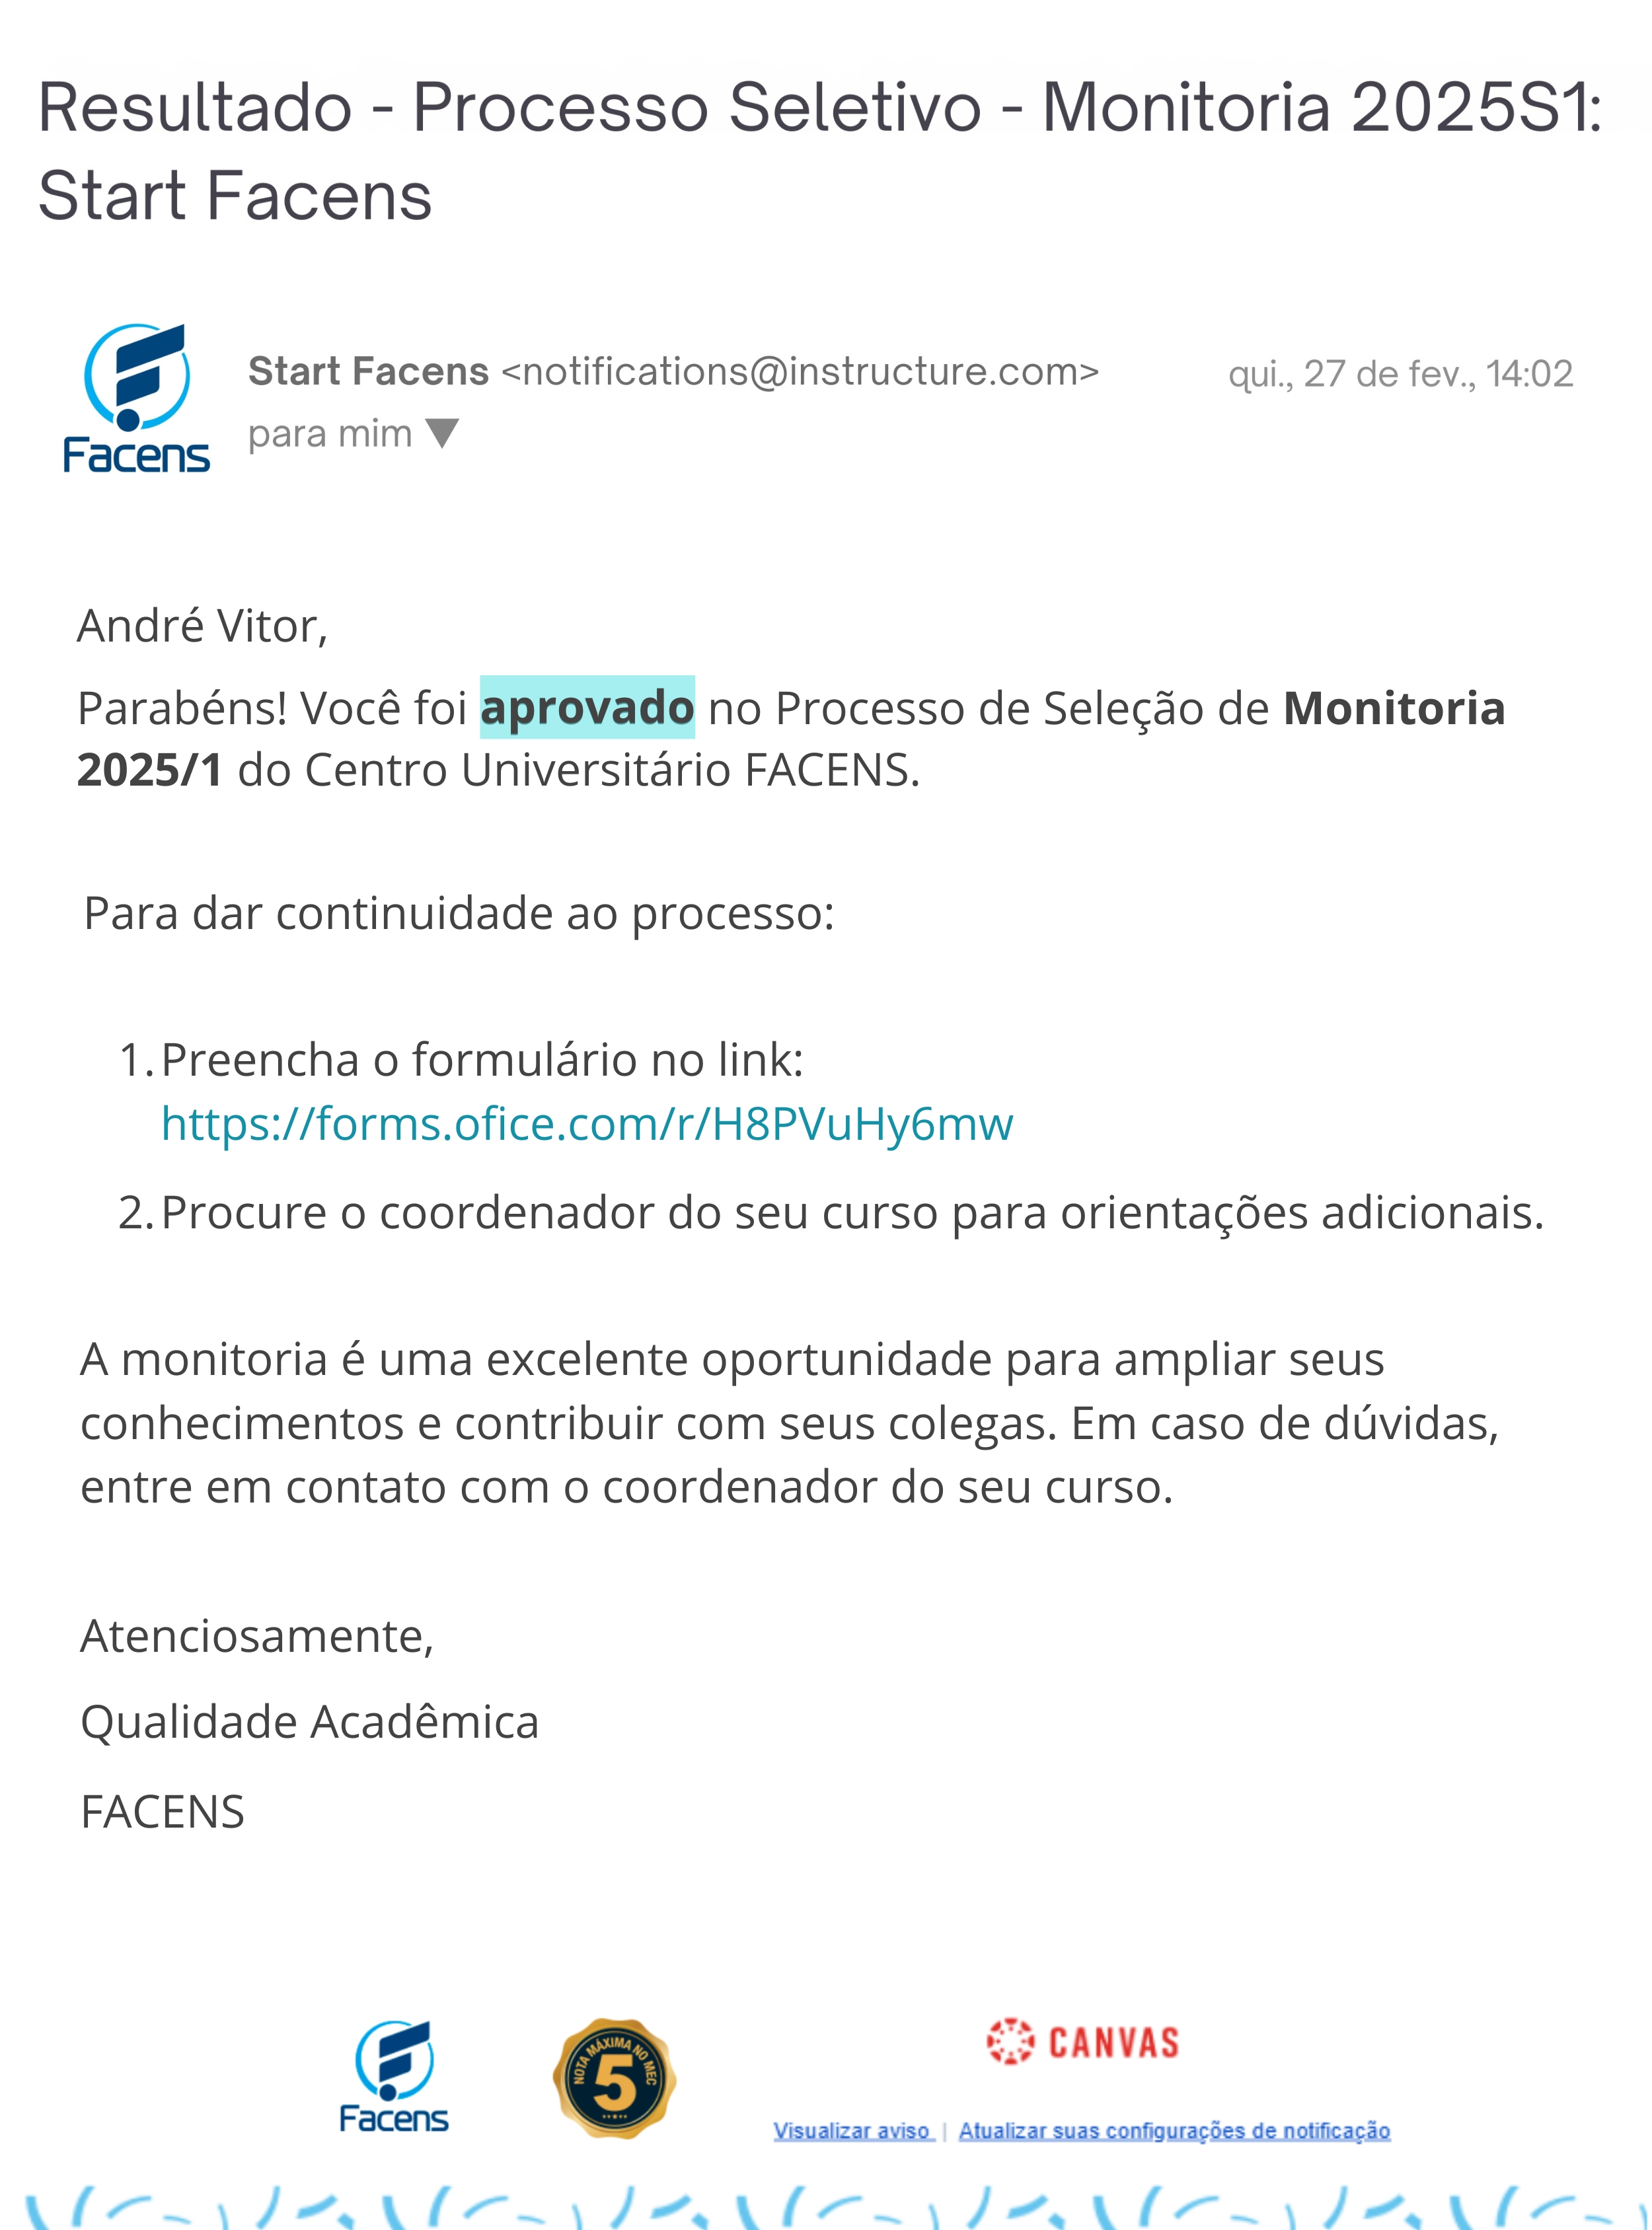 Resultado - Processo Seletivo - Monitoria 2025S1:
Start Facens
Facens
Start Facens <notifications@instructure.com>
qui., 27 de fev., 14:02
para mim
André Vitor,
Parabéns! Você foi aprovado no Processo de Seleção de Monitoria
2025/1 do Centro Universitário FACENS.
Para dar continuidade ao processo:
1. Preencha o formulário no link:
https://forms.ofice.com/r/H8PVuHy6mw
2. Procure o coordenador do seu curso para orientações adicionais.
A monitoria é uma excelente oportunidade para ampliar seus
conhecimentos e contribuir com seus colegas. Em caso de dúvidas,
entre em contato com o coordenador do seu curso.
Atenciosamente,
Qualidade Acadêmica
FACENS
Facens
NOTA MÁXIMA NO MEC
5
CANVAS
Visualizar aviso | Atualizar suas configurações de notificação